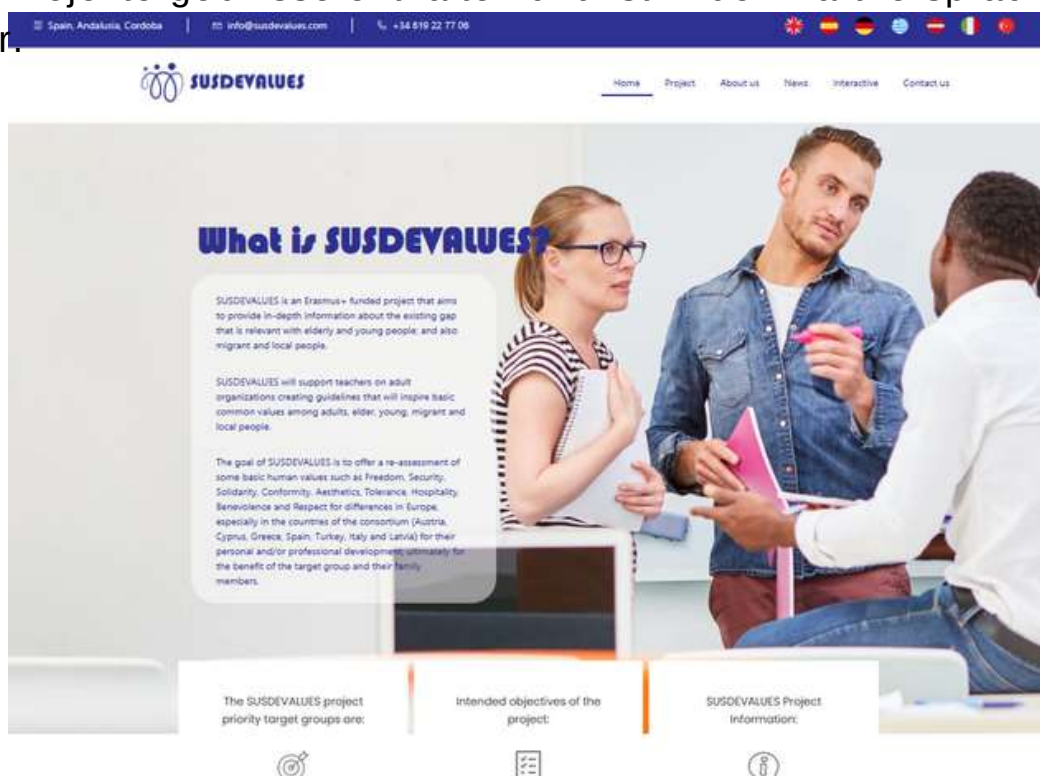 Spain, Andalusia, Cordoba
info@susdevalues.com
+34 619 22 77 06
r.
SUSDEVALUES
Home Project About us News Interactive Contact us
What is SUSDEVALUES?
SUSDEVALUES is an Erasmus+ funded project that aims
to provide in-depth information about the existing gap
that is relevant with elderly and young people; and also
migrant and local people.
SUSDEVALUES will support teachers on adult
organizations creating guidelines that will inspire basic
common values among adults, elder, young, migrant and
local people.
The goal of SUSDEVALUES is to offer a re-assessment of
some basic human values such as Freedom, Security,
Solidarity, Conformity, Aesthetics, Tolerance, Hospitality,
Benevolence and Respect for differences in Europe,
especially in the countries of the consortium (Austria,
Cyprus, Greece, Spain, Turkey, Italy and Latvia) for their
personal and/or professional development; ultimately for
the benefit of the target group and their family
members.
The SUSDEVALUES project
priority target groups are:
Intended objectives of the
project:
SUSDEVALUES Project
Information: